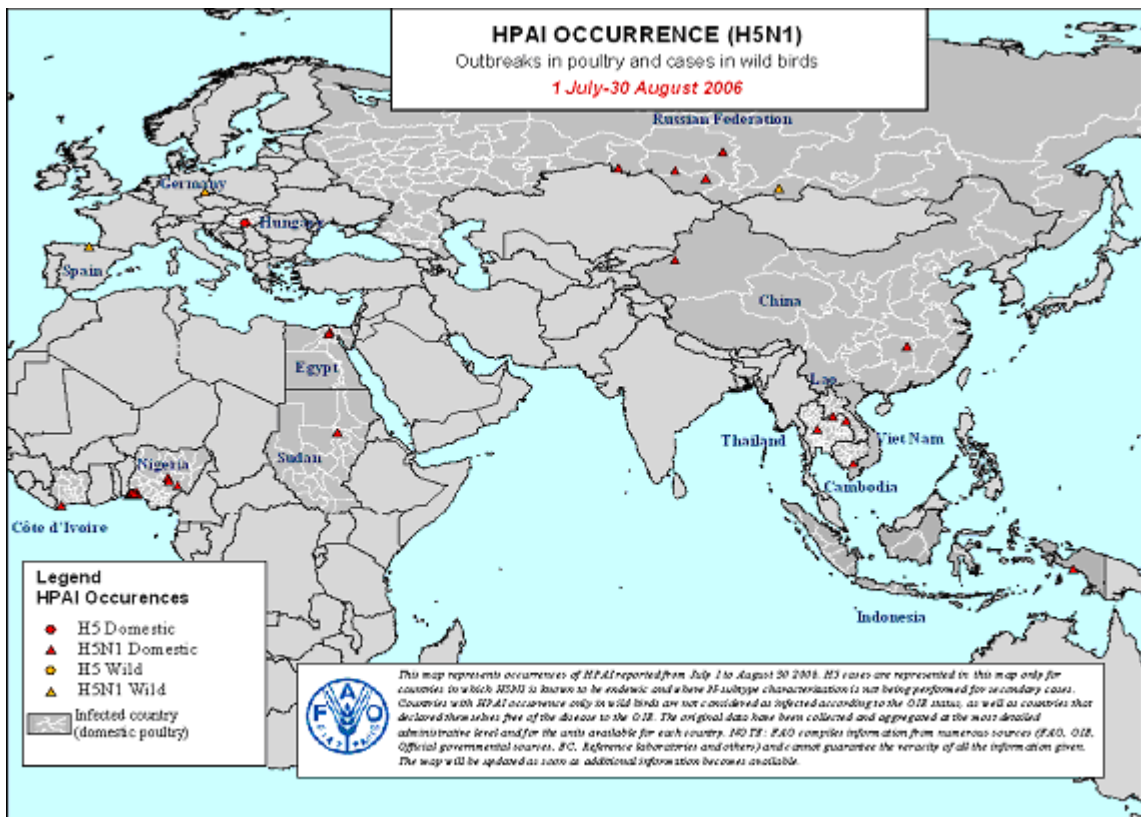 HPAI OCCURRENCE (H5N1)
Outbreaks in poultry and cases in wild birds
1 July-30 August 2006
Russian Federation
Germany
Hungary
Spain
China
Egypt
Lao
Thailand
Viet Nam
Sudan
Nigeria
Cambodia
Côte d'Ivoire
Indonesia
Legend
HPAI Occurences
H5 Domestic
H5N1 Domestic
H5 Wild
H5N1 Wild
Infected country
(domestic poultry)
FAO
FIAT PANIS
This map represents occurrences of HPAI reported from July 1 to August 30 2006. H5 cases are represented in this map only for
countries in which H5N1 is known to be endemic and where N-subtype characterization is not being performed for secondary cases.
Countries with HPAI occurrence only in wild birds are not considered as infected according to the OIE status, as well as countries that
declared themselves free of the disease to the OIE. The original data have been collected and aggregated at the most detailed
administrative level and for the units available for each country. NOTE: FAO compiles information from numerous sources (FAO, OIE,
Official governmental sources, EC, Reference laboratories and others) and cannot guarantee the veracity of all the information given.
The map will be updated as soon as additional information becomes available.